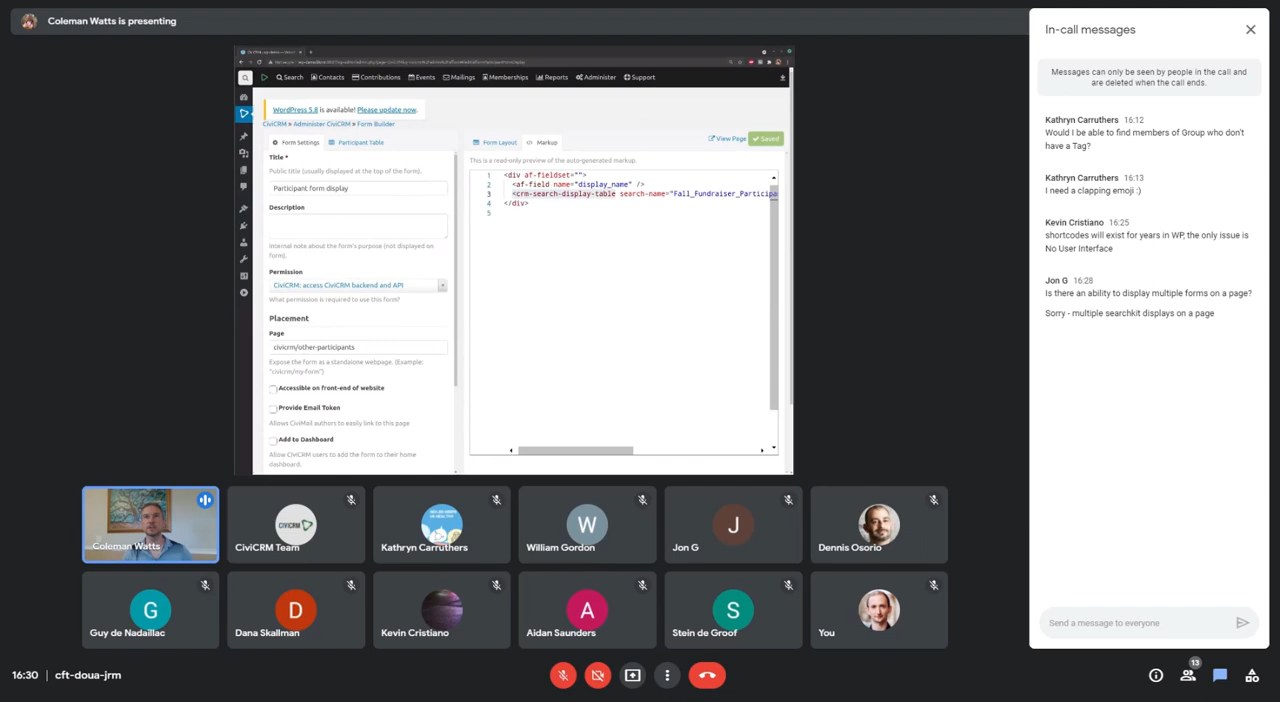 Coleman Watts is presenting
Search Contacts Contributions Events Mailings Memberships Reports Administer Support
WordPress 5.8 is available! Please update now.
CiviCRM » Administer CiviCRM » Form Builder
Form Settings Participant Table
Title *
Public title (usually displayed at the top of the form).
Participant form display
Description
Internal note about the form's purpose (not displayed on
form).
Permission
CiviCRM: access CiviCRM backend and API
What permission is required to use this form?
Placement
Page
civicrm/other-participants
Expose the form as a standalone webpage. (Example:
"civicrm/my-form")
Accessible on front-end of website
Provide Email Token
Allows CiviMail authors to easily link to this page
Add to Dashboard
Allow CiviCRM users to add the form to their home
dashboard.
Form Layout </> Markup
View Page Saved
This is a read-only preview of the auto-generated markup.
1 <div af-fieldset="">
2 <af-field name="display_name" />
3 <crm-search-display-table search-name="Fall_Fundraiser_Participa
4 </div>
5
Coleman Watts
CiviCRM
CiviCRM Team
Kathryn Carruthers
W
William Gordon
J
Jon G
Dennis Osorio
G
Guy de Nadaillac
D
Dana Skallman
Kevin Cristiano
A
Aidan Saunders
S
Stein de Groof
You
16:30 | cft-doua-jrm
In-call messages
Messages can only be seen by people in the call and
are deleted when the call ends.
Kathryn Carruthers 16:12
Would I be able to find members of Group who don't
have a Tag?
Kathryn Carruthers 16:13
I need a clapping emoji :)
Kevin Cristiano 16:25
shortcodes will exist for years in WP, the only issue is
No User Interface
Jon G 16:28
Is there an ability to display multiple forms on a page?
Sorry - multiple searchkit displays on a page
Send a message to everyone
13